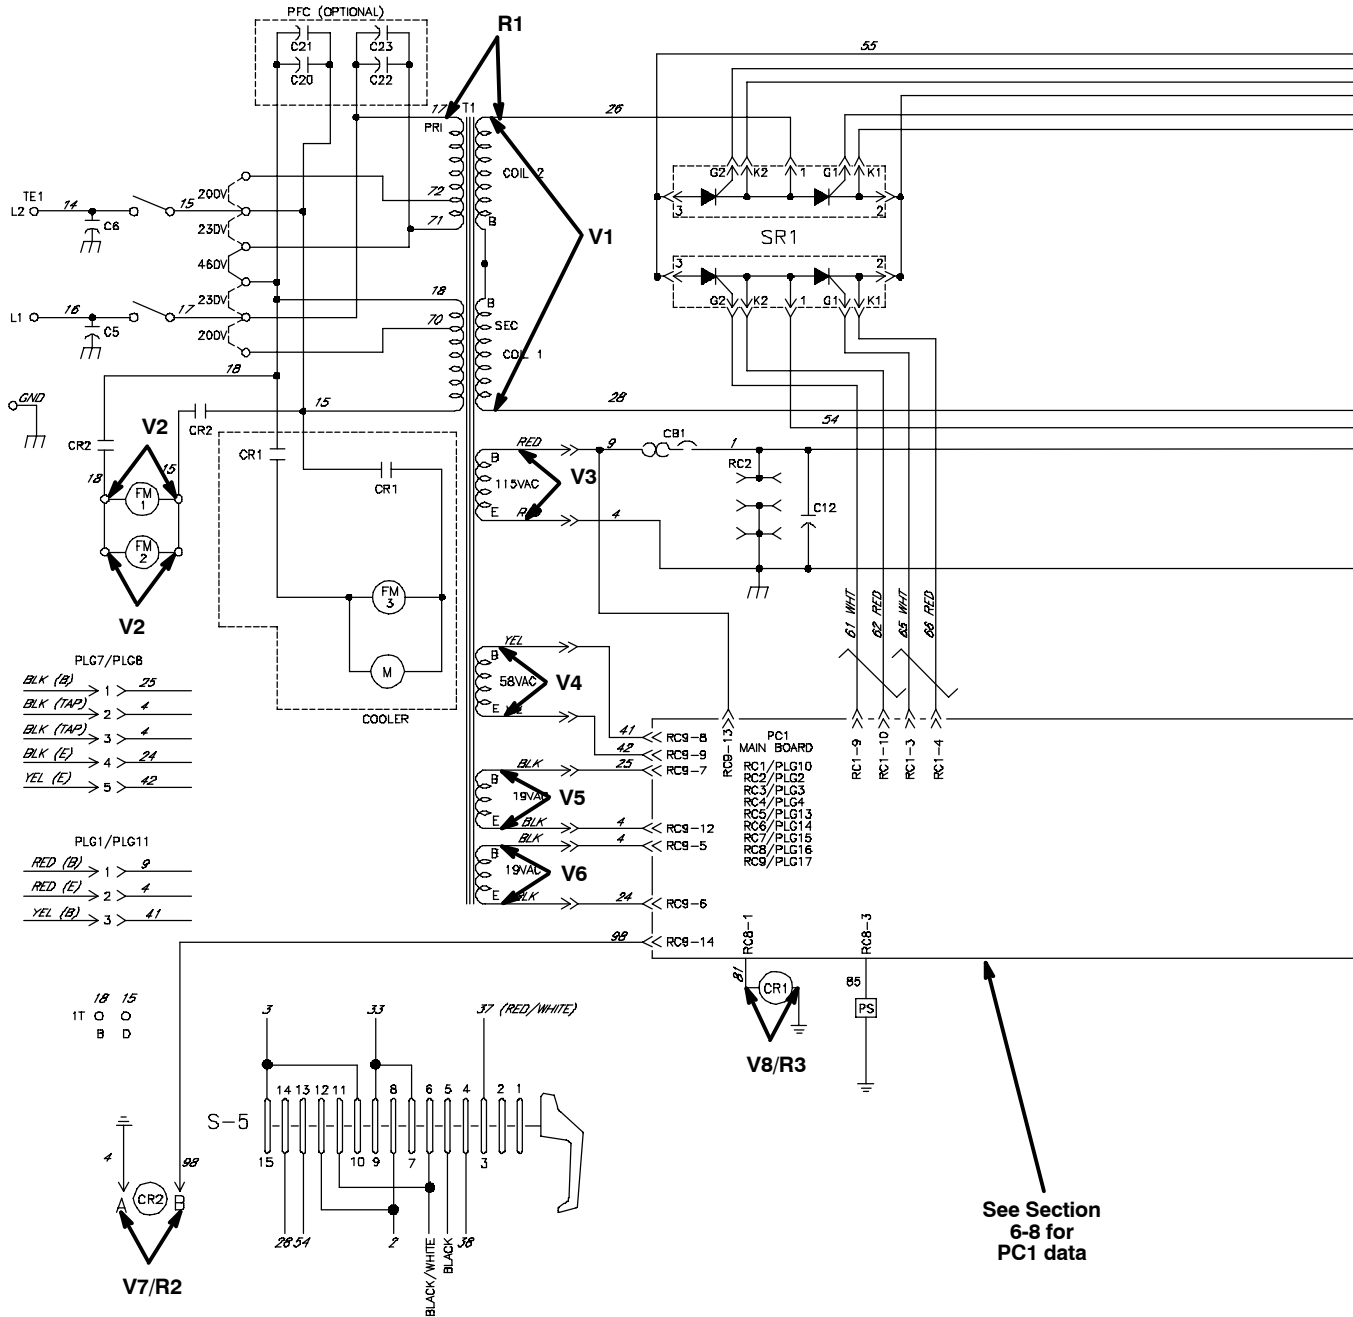 PFC (OPTIONAL)
R1
C21
C23
C20
C22
55
17
T1
26
PRI
G2
K2
1
G1
K1
COIL 2
TE1
L2
14
15
200V
72
3
2
C6
230V
71
B
SR1
V1
460V
3
2
230V
18
B
L1
16
17
70
SEC
G2
K2
1
G1
K1
C5
200V
COIL 1
18
GND
15
28
54
CR2
CR2
V2
CR1
RED
9
CB1
1
B
RC2
18
15
CR1
V3
FM
1
115VAC
E
4
C12
FM
2
FM
3
V2
M
COOLER
61 WHT
62 RED
65 WHT
66 RED
YEL
B
58VAC
V4
E
PLG7/PLG8
BLK (B)
1
25
BLK (TAP)
2
4
BLK (TAP)
3
4
BLK (E)
4
24
YEL (E)
5
42
41
RC9-8
42
RC9-9
RC9-13
PC1
MAIN BOARD
RC1-9
RC1-10
RC1-3
RC1-4
BLK
25
RC9-7
B
19VAC
V5
E
BLK
4
RC9-12
BLK
4
RC9-5
B
19VAC
V6
E
BLK
24
RC9-6
RC1/PLG10
RC2/PLG2
RC3/PLG3
RC4/PLG4
RC5/PLG13
RC6/PLG14
RC7/PLG15
RC8/PLG16
RC9/PLG17
PLG1/PLG11
RED (B)
1
9
RED (E)
2
4
YEL (B)
3
41
98
RC9-14
RC8-1
RC8-3
81
CR1
85
PS
V8/R3
18 15
1T
B D
3
33
37 (RED/WHITE)
14 13 12 11 8 6 5 4 2 1
S-5
15 10 9 7 3
4
98
A
CR2
B
28 54
2
BLACK/WHITE
BLACK
38
V7/R2
See Section
6-8 for
PC1 data